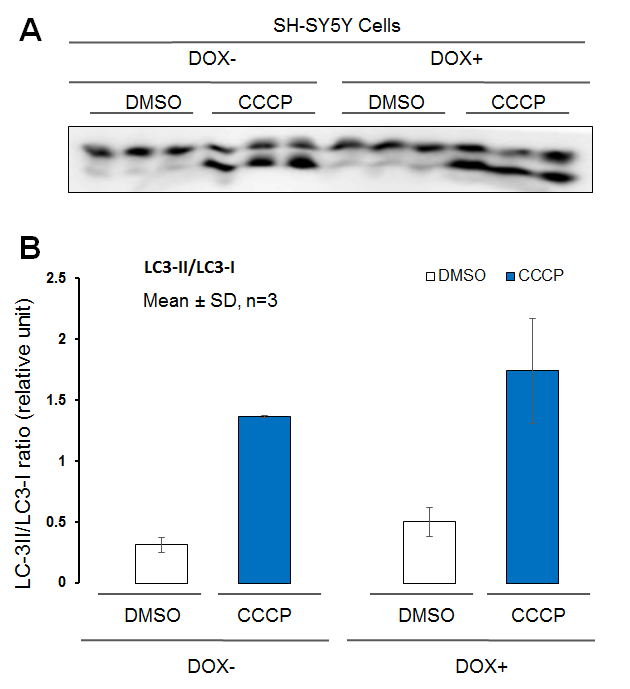 A
SH-SY5Y Cells
DOX- DOX+
DMSO CCCP DMSO CCCP
B
LC3-II/LC3-I
Mean ± SD, n=3
DMSO CCCP
LC-3II/LC3-I ratio (relative unit)
2.5
2
1.5
1
0.5
0
DMSO CCCP DMSO CCCP
DOX- DOX+